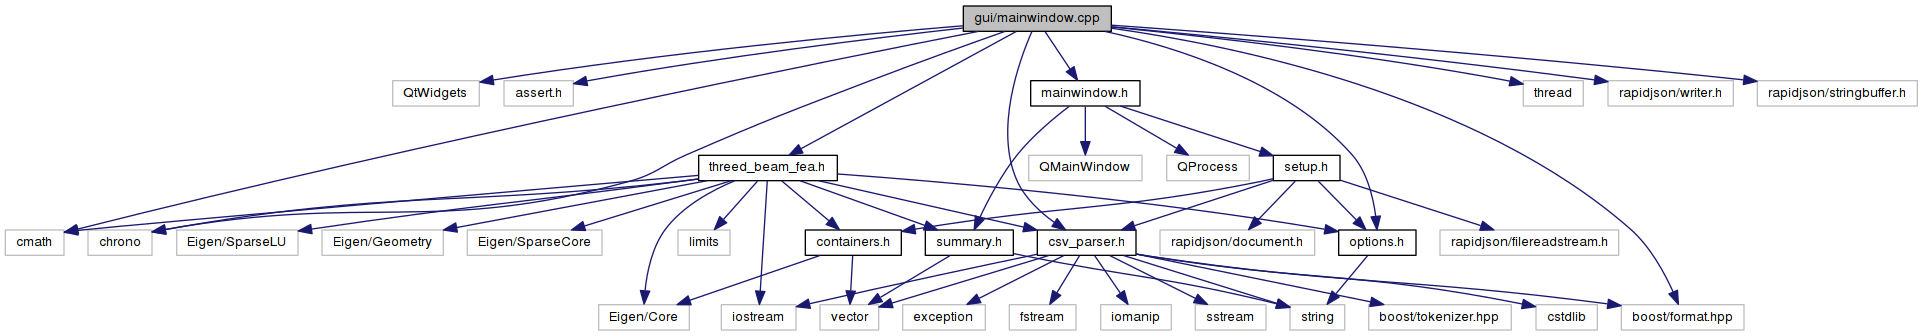 gui/mainwindow.cpp
QtWidgets
assert.h
mainwindow.h
thread
rapidjson/writer.h
rapidjson/stringbuffer.h
threed_beam_fea.h
QMainWindow
QProcess
setup.h
cmath
chrono
Eigen/SparseLU
Eigen/Geometry
Eigen/SparseCore
limits
containers.h
summary.h
csv_parser.h
rapidjson/document.h
options.h
rapidjson/filereadstream.h
Eigen/Core
iostream
vector
exception
fstream
iomanip
sstream
string
boost/tokenizer.hpp
cstdlib
boost/format.hpp